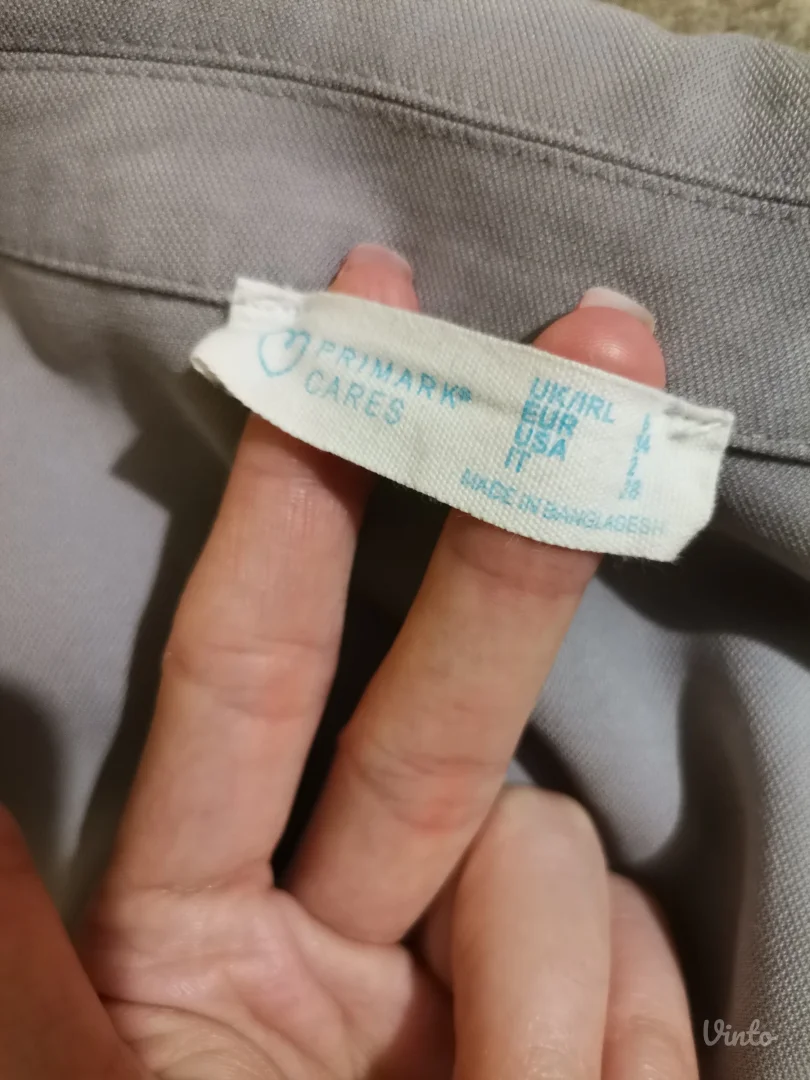 PRIMARK®
CARES
UK/IRL
EUR
USA
IT
MADE IN BANGLADESH
Vinto